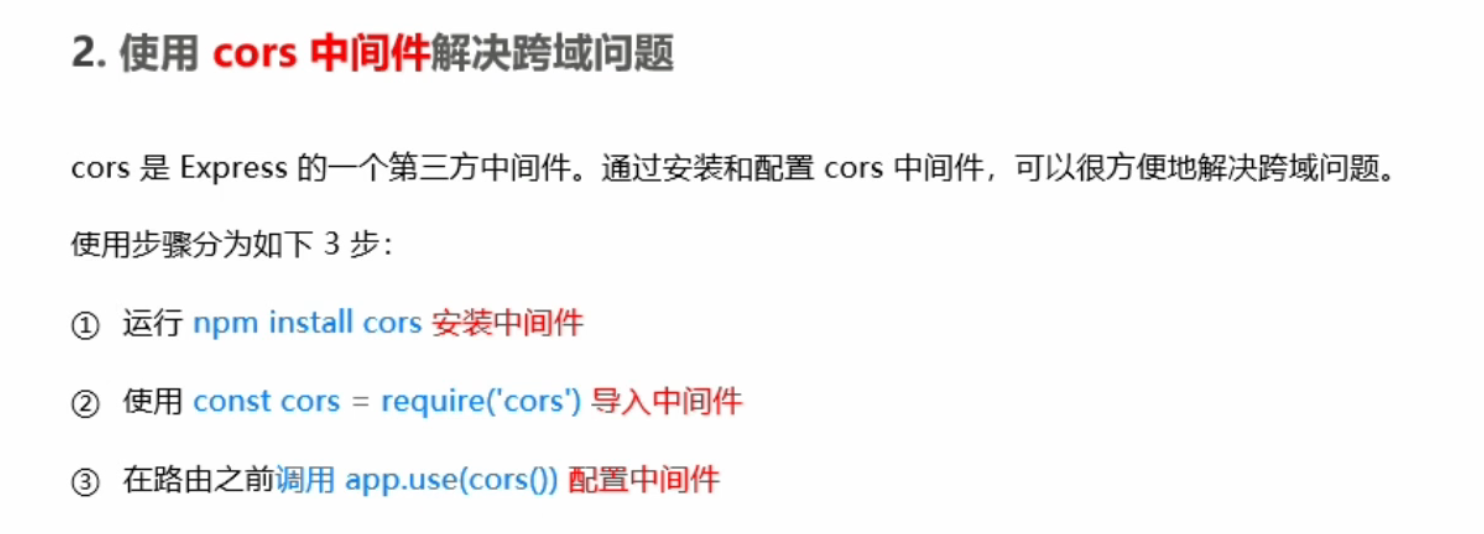 2. 使用 cors 中间件解决跨域问题
cors 是 Express 的一个第三方中间件。通过安装和配置 cors 中间件，可以很方便地解决跨域问题。
使用步骤分为如下 3 步：
① 运行 npm install cors 安装中间件
② 使用 const cors = require('cors') 导入中间件
③ 在路由之前调用 app.use(cors()) 配置中间件